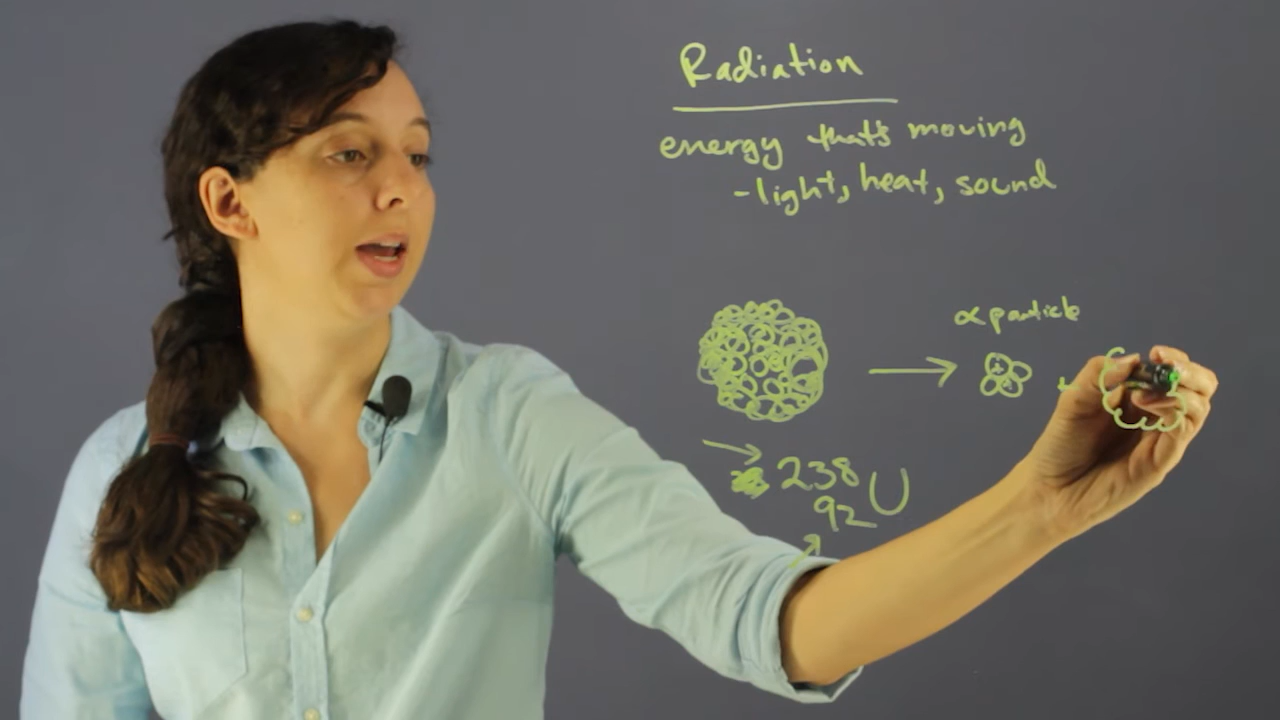 Radiation
energy that's moving
-light, heat, sound
α particle
+
238
92 U